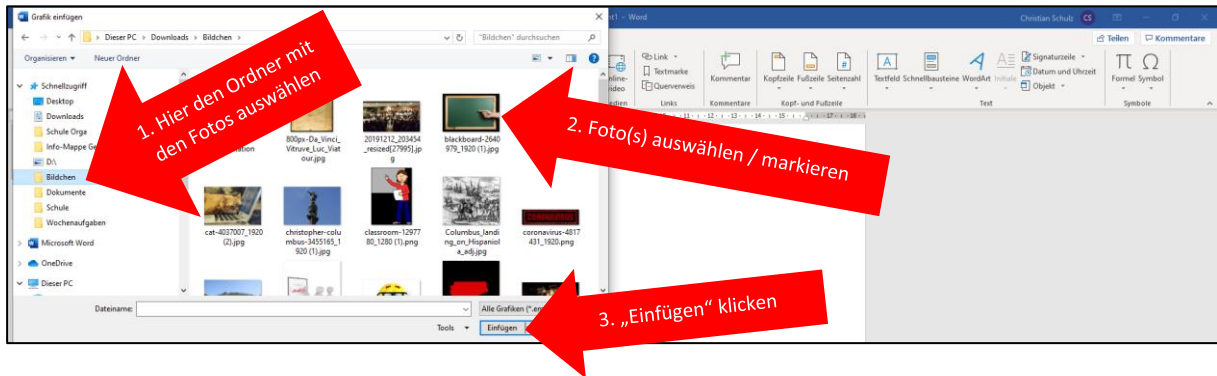 Grafik einfügen
nt1 - Word
Christian Schulz
CS
Dieser PC > Downloads > Bildchen >
"Bildchen" durchsuchen
Teilen
Kommentare
Organisieren
Neuer Ordner
Schnellzugriff
Desktop
Downloads
Schule Orga
Info-Mappe Ge
D:\
Bildchen
Dokumente
Schule
Wochenaufgaben
Microsoft Word
OneDrive
Dieser PC
1. Hier den Ordner mit
den Fotos auswählen
800px-Da_Vinci_
Vitruve_Luc_Viat
our.jpg
20191212_203454
_resized[27995].jp
g
blackboard-2640
979_1920 (1).jpg
cat-4037007_1920
(2).jpg
christopher-colu
mbus-3455165_1
920 (1).jpg
classroom-12977
80_1280 (1).png
Columbus_landi
ng_on_Hispaniol
a_adj.jpg
CORONAVIRUS
coronavirus-4817
431_1920.png
2. Foto(s) auswählen / markieren
Dateiname:
Alle Grafiken (*.em
Tools
Einfügen
3. „Einfügen“ klicken
Link
Textmarke
Querverweis
Links
Kommentar
Kommentare
Kopfzeile Fußzeile Seitenzahl
Kopf- und Fußzeile
Textfeld Schnellbausteine WordArt Initiale
Signaturzeile
Datum und Uhrzeit
Objekt
Text
Formel Symbol
Symbole